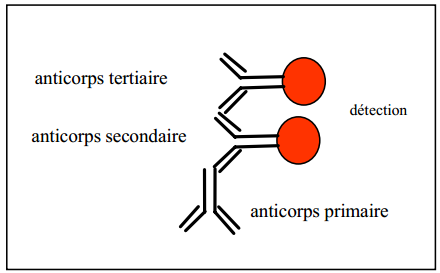 anticorps tertiaire
détection
anticorps secondaire
anticorps primaire